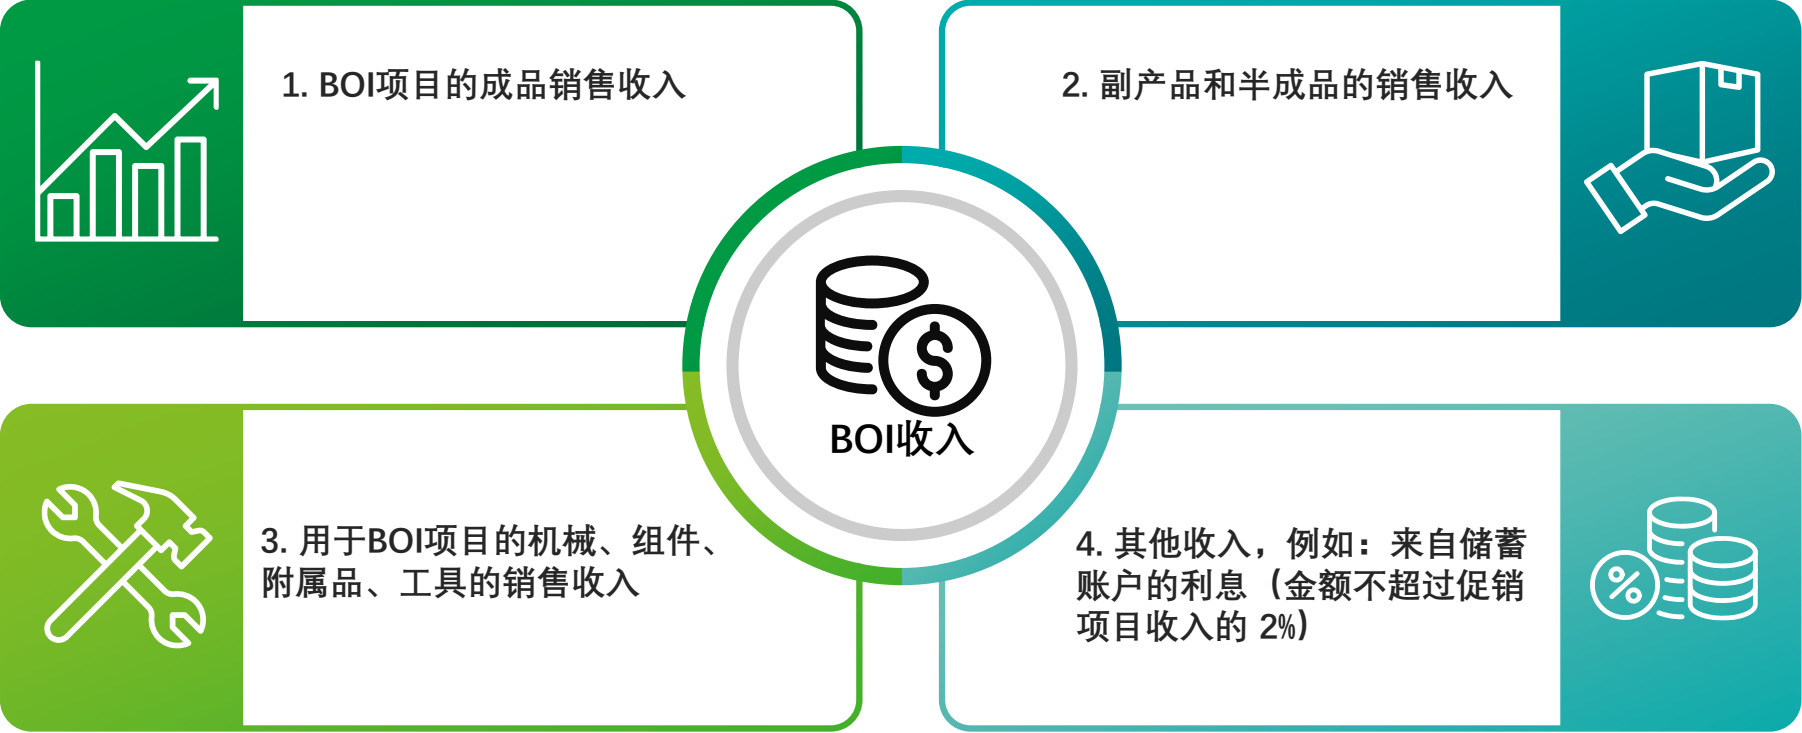 1. BOI项目的成品销售收入
2. 副产品和半成品的销售收入
BOI收入
3. 用于BOI项目的机械、组件、
附属品、工具的销售收入
4. 其他收入，例如：来自储蓄
账户的利息（金额不超过促销
项目收入的 2%）